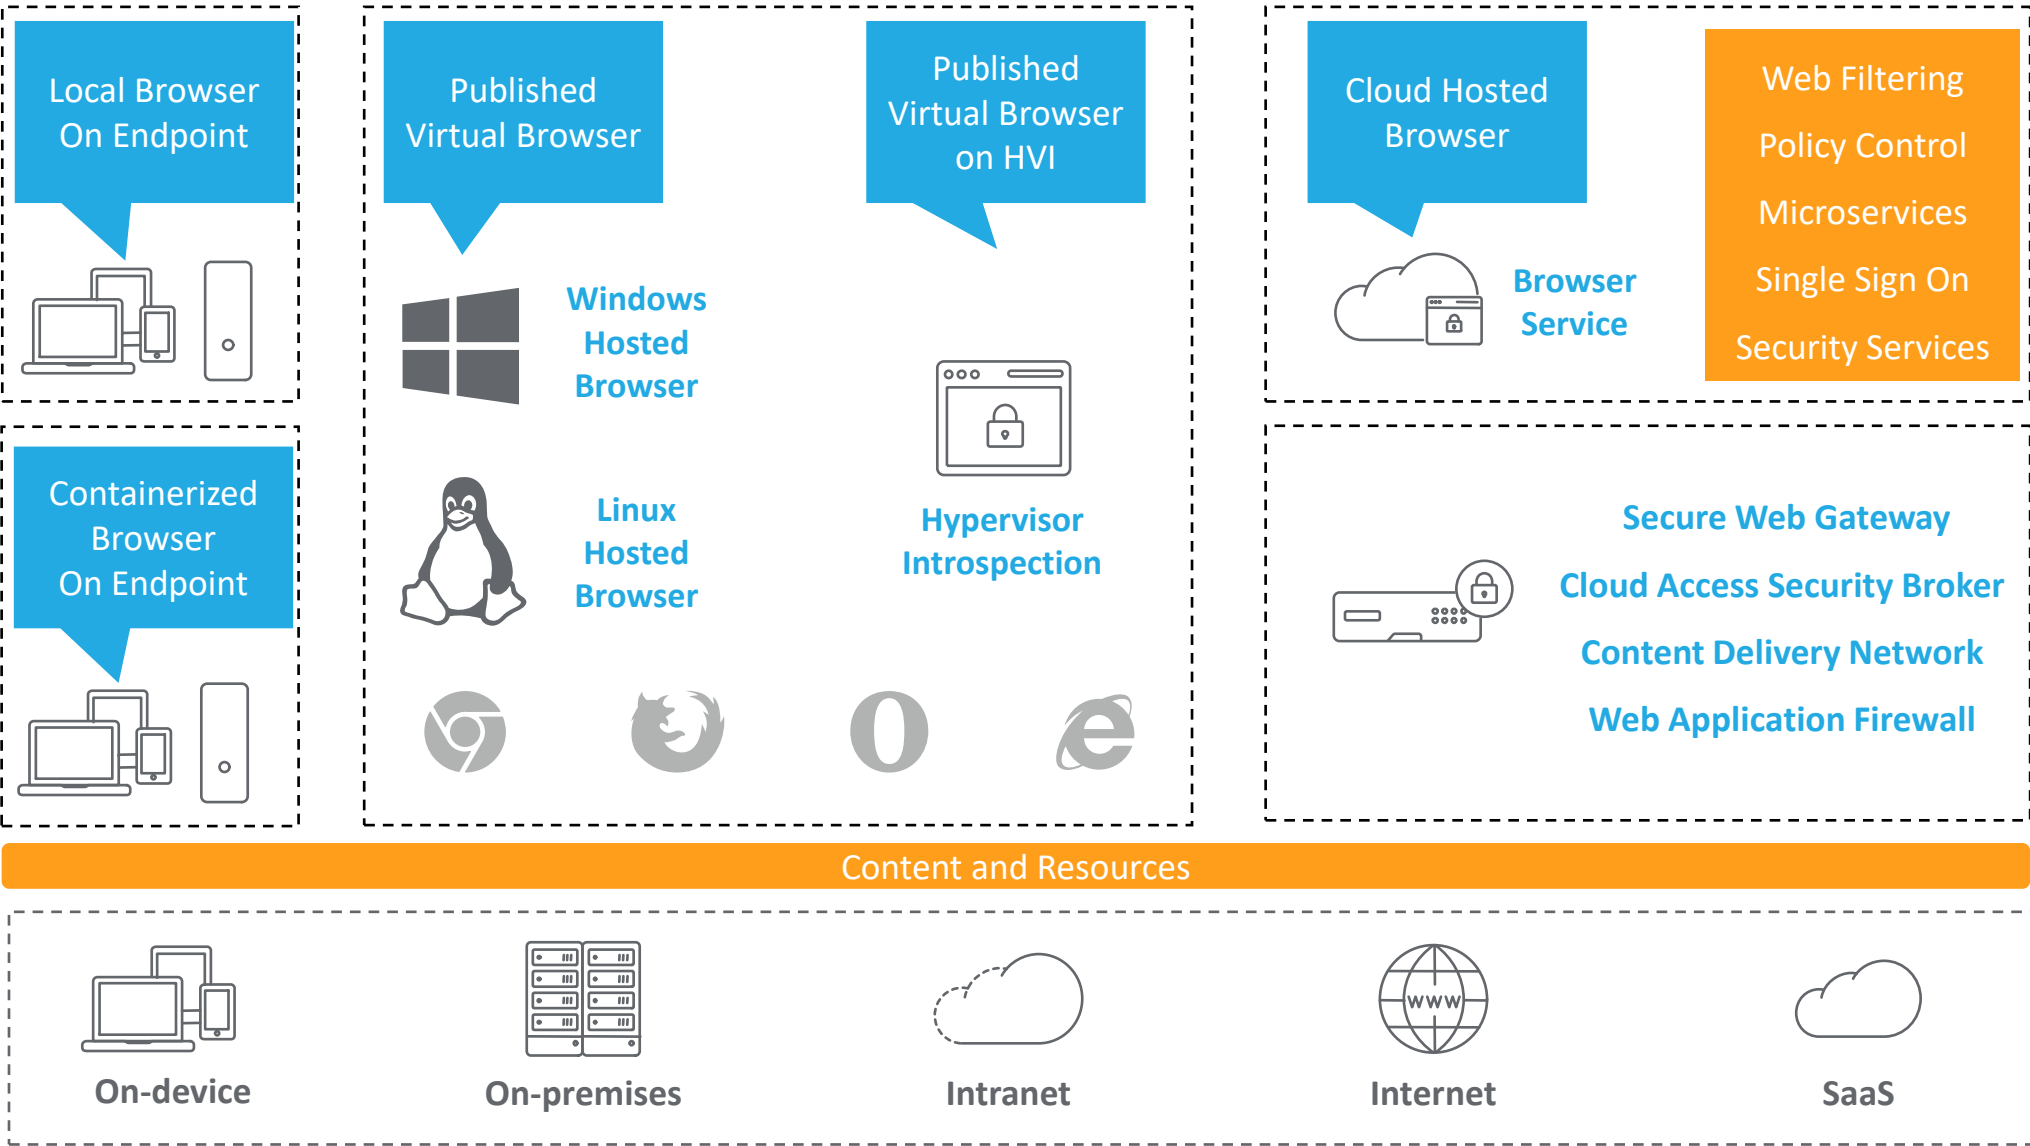 Local Browser
On Endpoint
Published
Virtual Browser
Published
Virtual Browser
on HVI
Cloud Hosted
Browser
Web Filtering
Policy Control
Microservices
Single Sign On
Security Services
Windows
Hosted
Browser
Browser
Service
Containerized
Browser
On Endpoint
Linux
Hosted
Browser
Hypervisor
Introspection
Secure Web Gateway
Cloud Access Security Broker
Content Delivery Network
Web Application Firewall
Content and Resources
WWW
On-device
On-premises
Intranet
Internet
SaaS